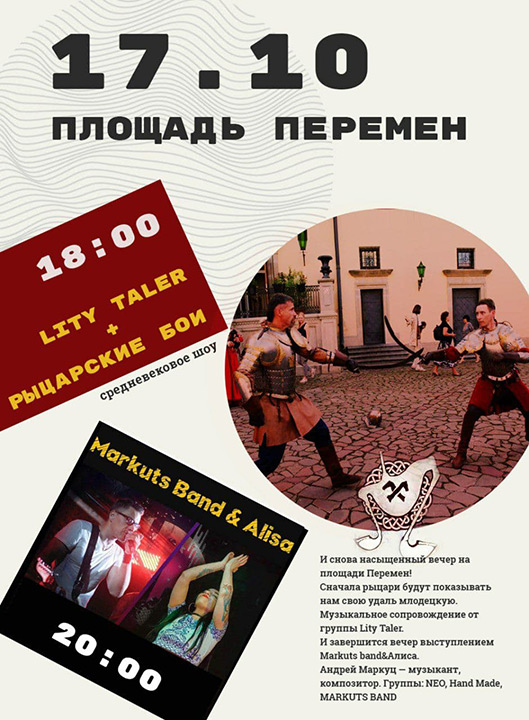 17.10
ПЛОЩАДЬ ПЕРЕМЕН
18:00
LITY TALER
+
РЫЦАРСКИЕ БОИ
средневековое шоу
Markuts Band & Alisa
20:00
И снова насыщенный вечер на
площади Перемен!
Сначала рыцари будут показывать
нам свою удаль младецкую.
Музыкальное сопровождение от
группы Lity Taler.
И завершится вечер выступлением
Markuts band&Алиса.
Андрей Маркуц — музыкант,
композитор. Группы: NEO, Hand Made,
MARKUTS BAND